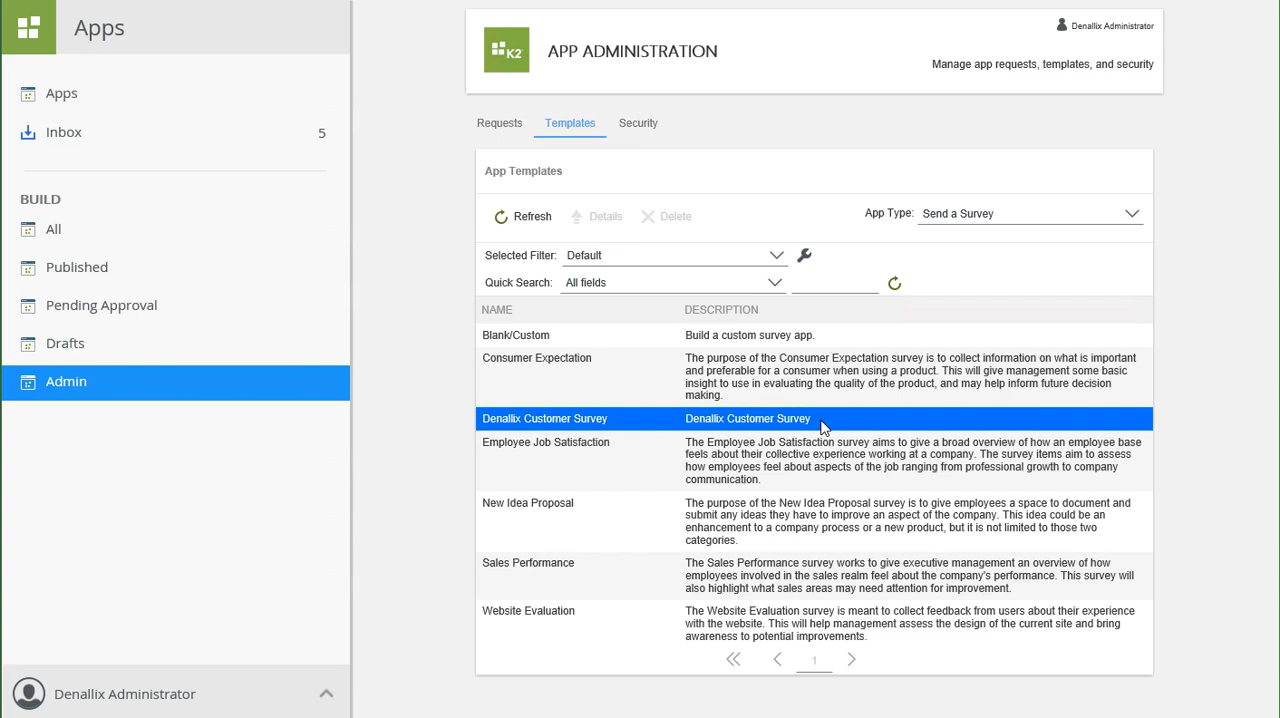 Apps
Apps
Inbox 5
BUILD
All
Published
Pending Approval
Drafts
Admin
Denallix Administrator
K2
APP ADMINISTRATION
Denallix Administrator
Manage app requests, templates, and security
Requests Templates Security
App Templates
Refresh Details Delete App Type: Send a Survey
Selected Filter: Default
Quick Search: All fields
NAME DESCRIPTION
Blank/Custom Build a custom survey app.
Consumer Expectation The purpose of the Consumer Expectation survey is to collect information on what is important
and preferable for a consumer when using a product. This will give management some basic
insight to use in evaluating the quality of the product, and may help inform future decision
making.
Denallix Customer Survey Denallix Customer Survey
Employee Job Satisfaction The Employee Job Satisfaction survey aims to give a broad overview of how an employee base
feels about their collective experience working at a company. The survey items aim to assess
how employees feel about aspects of the job ranging from professional growth to company
communication.
New Idea Proposal The purpose of the New Idea Proposal survey is to give employees a space to document and
submit any ideas they have to improve an aspect of the company. This idea could be an
enhancement to a company process or a new product, but it is not limited to those two
categories.
Sales Performance The Sales Performance survey works to give executive management an overview of how
employees involved in the sales realm feel about the company's performance. This survey will
also highlight what sales areas may need attention for improvement.
Website Evaluation The Website Evaluation survey is meant to collect feedback from users about their experience
with the website. This will help management assess the design of the current site and bring
awareness to potential improvements.
1